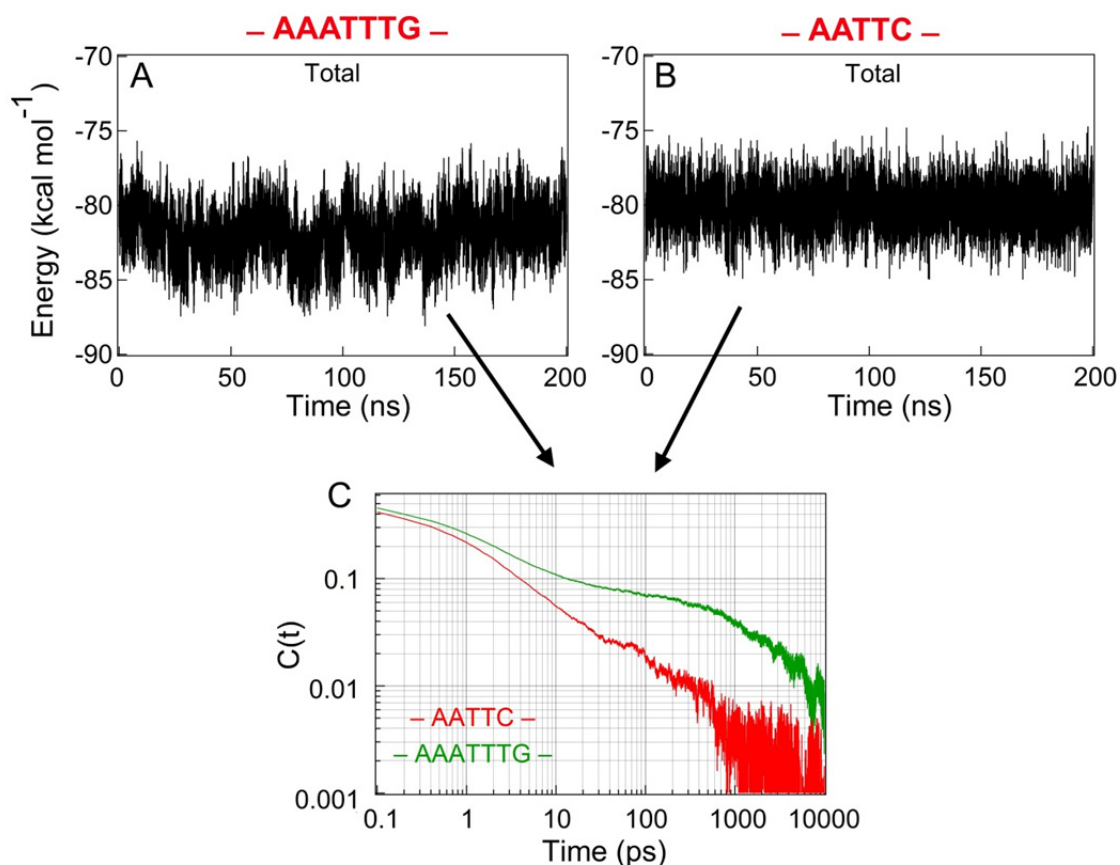 – AAATTTG –
– AATTC –
A
Total
B
Total
Energy (kcal mol⁻¹)
-70
-75
-80
-85
-90
0
50
100
150
200
Time (ns)
-70
-75
-80
-85
-90
0
50
100
150
200
Time (ns)
C
C(t)
0.1
0.01
0.001
– AATTC –
– AAATTTG –
0.1
1
10
100
1000
10000
Time (ps)